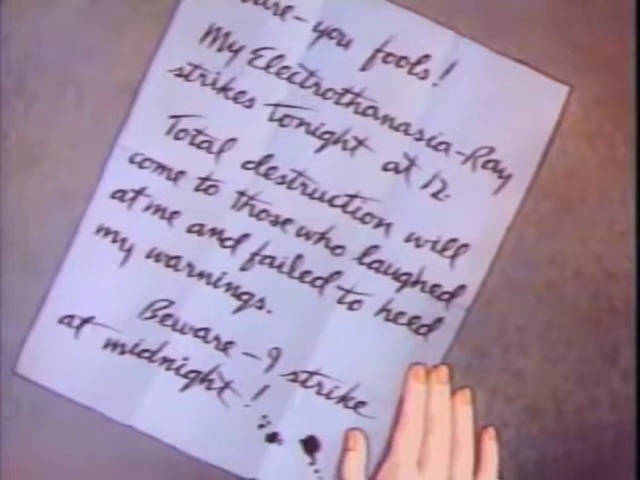 you fools!
My Electrothanasia-Ray
strikes tonight at 12.
Total destruction will
come to those who laughed
at me and failed to heed
my warnings.
Beware - I strike
at midnight!